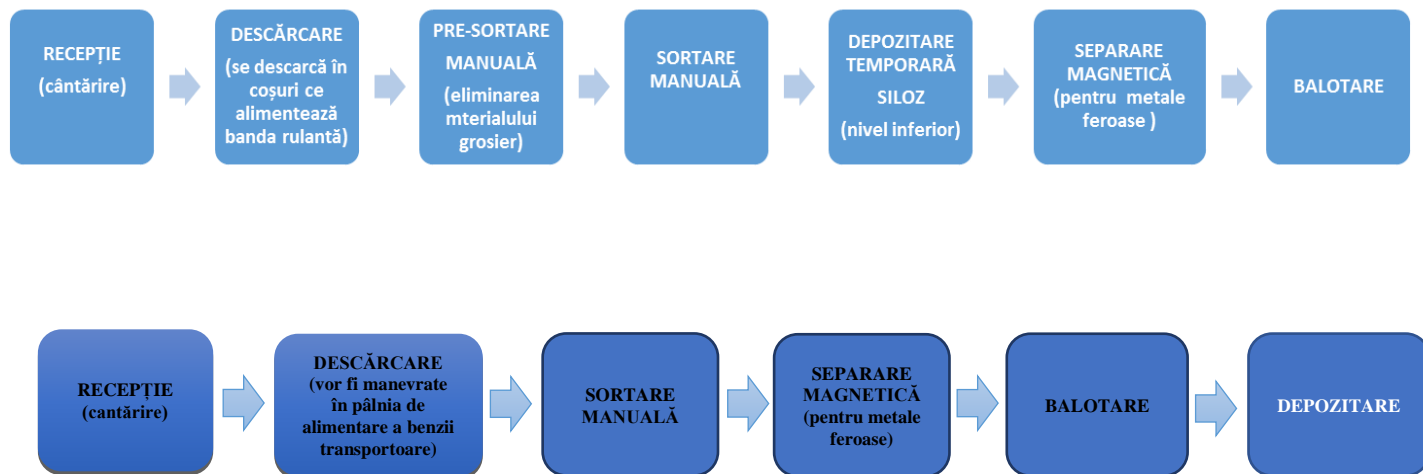 RECEPȚIE
(cântărire)
DESCĂRCARE
(se descarcă în
coșuri ce
alimentează
banda rulantă)
PRE-SORTARE
MANUALĂ
(eliminarea
mterialului
grosier)
SORTARE
MANUALĂ
DEPOZITARE
TEMPORARĂ
SILOZ
(nivel inferior)
SEPARARE
MAGNETICĂ
(pentru metale
feroase )
BALOTARE
RECEPȚIE
(cantărire)
DESCĂRCARE
(vor fi manevrate
în pâlnia de
alimentare a benzii
transportoare)
SORTARE
MANUALĂ
SEPARARE
MAGNETICĂ
(pentru metale
feroase)
BALOTARE
DEPOZITARE